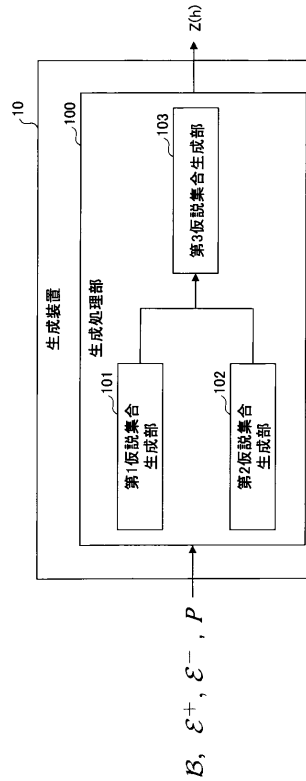 10
生成装置
100
生成処理部
101
第1仮説集合
生成部
102
第2仮説集合
生成部
103
第3仮説集合生成部
Z(h)
B, ε⁺, ε⁻, P